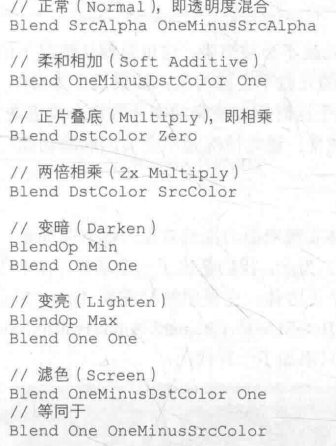 // 正常（Normal），即透明度混合
Blend SrcAlpha OneMinusSrcAlpha
// 柔和相加（Soft Additive）
Blend OneMinusDstColor One
// 正片叠底（Multiply），即相乘
Blend DstColor Zero
// 两倍相乘（2x Multiply）
Blend DstColor SrcColor
// 变暗（Darken）
BlendOp Min
Blend One One
// 变亮（Lighten）
BlendOp Max
Blend One One
// 滤色（Screen）
Blend OneMinusDstColor One
// 等同于
Blend One OneMinusSrcColor